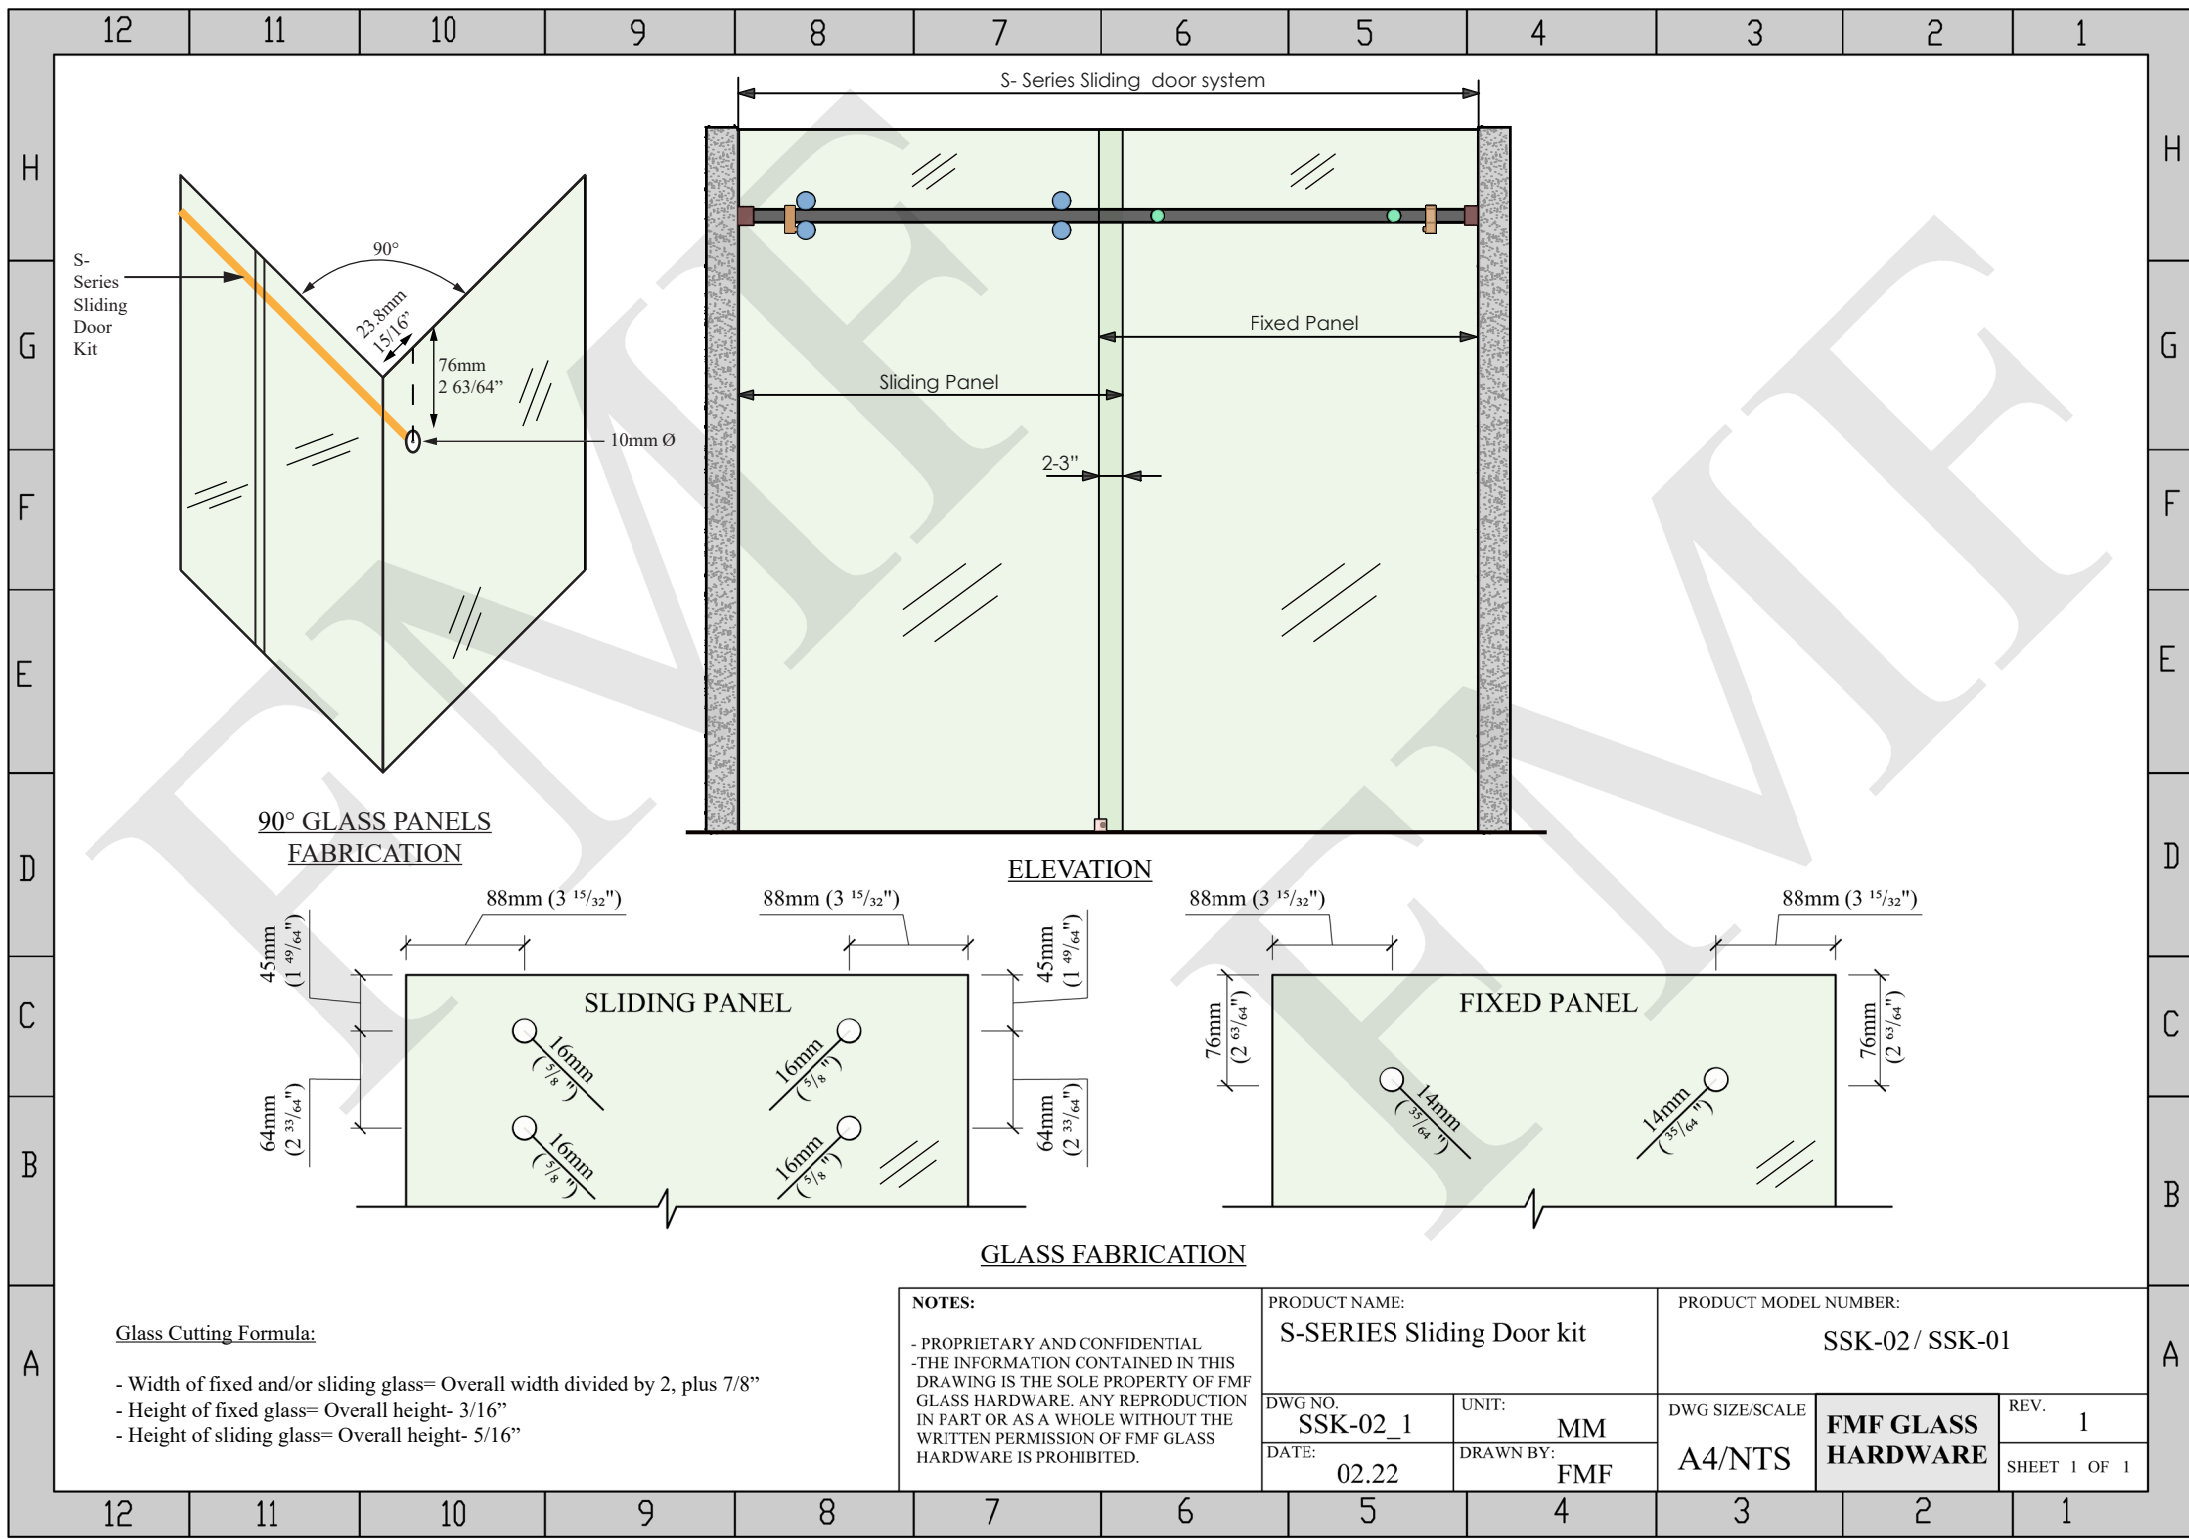 12 11 10 9 8 7 6 5 4 3 2 1
H
G
F
E
D
C
B
A
H
G
F
E
D
C
B
A
S-
Series
Sliding
Door
Kit
90°
23.8mm
15/16”
76mm
2 63/64”
10mm Ø
90° GLASS PANELS
FABRICATION
S- Series Sliding door system
Fixed Panel
Sliding Panel
2-3”
ELEVATION
88mm (3 ¹⁵/₃₂")
88mm (3 ¹⁵/₃₂")
45mm
(1 ⁴⁹/₆₄")
64mm
(2 ³³/₆₄")
SLIDING PANEL
16mm
(⁵/₈ ")
16mm
(⁵/₈ ")
16mm
(⁵/₈ ")
16mm
(⁵/₈ ")
45mm
(1 ⁴⁹/₆₄")
64mm
(2 ³³/₆₄")
88mm (3 ¹⁵/₃₂")
88mm (3 ¹⁵/₃₂")
76mm
(2 ⁶³/₆₄")
FIXED PANEL
14mm
(³⁵/₆₄ ")
14mm
(³⁵/₆₄ ")
76mm
(2 ⁶³/₆₄")
GLASS FABRICATION
FMF
FMF
Glass Cutting Formula:
- Width of fixed and/or sliding glass= Overall width divided by 2, plus 7/8”
- Height of fixed glass= Overall height- 3/16”
- Height of sliding glass= Overall height- 5/16”
NOTES:
- PROPRIETARY AND CONFIDENTIAL
-THE INFORMATION CONTAINED IN THIS
DRAWING IS THE SOLE PROPERTY OF FMF
GLASS HARDWARE. ANY REPRODUCTION
IN PART OR AS A WHOLE WITHOUT THE
WRITTEN PERMISSION OF FMF GLASS
HARDWARE IS PROHIBITED.
PRODUCT NAME:
S-SERIES Sliding Door kit
PRODUCT MODEL NUMBER:
SSK-02 / SSK-01
DWG NO.
SSK-02_1
UNIT:
MM
DATE:
02.22
DRAWN BY:
FMF
DWG SIZE/SCALE
A4/NTS
FMF GLASS
HARDWARE
REV.
1
SHEET 1 OF 1
12 11 10 9 8 7 6 5 4 3 2 1